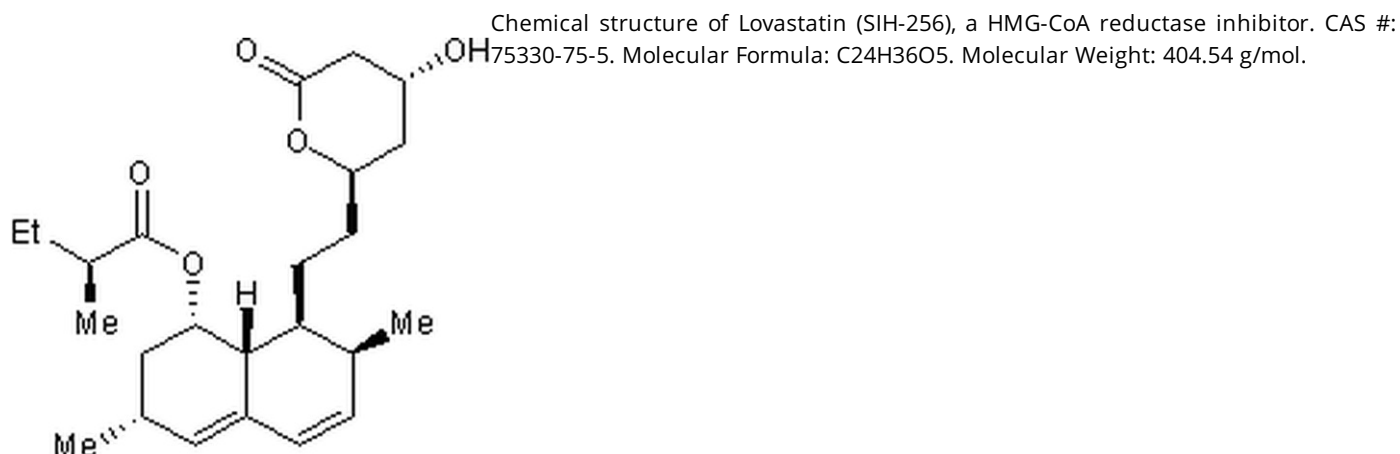 Chemical structure of Lovastatin (SIH-256), a HMG-CoA reductase inhibitor. CAS #:
75330-75-5. Molecular Formula: C24H36O5. Molecular Weight: 404.54 g/mol.
O
OH
O
O
Et
O
H
Me
Me
Me